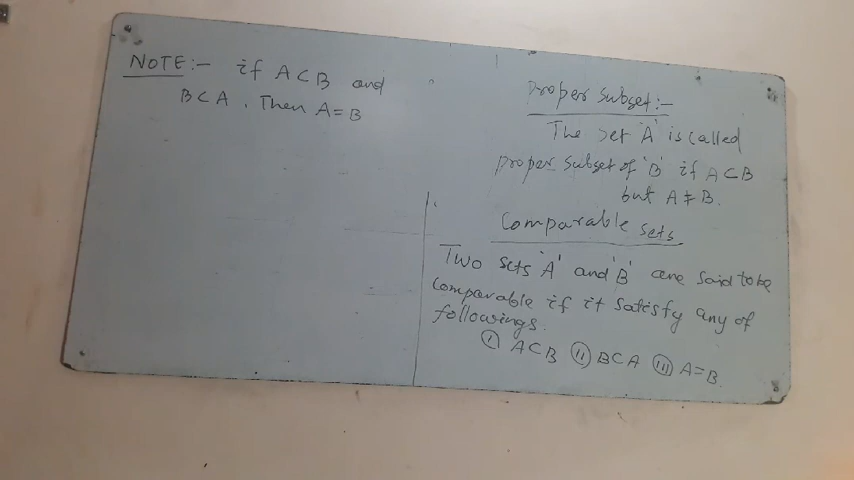 NOTE:- if A⊂B and
B⊂A, Then A=B
Proper subset:-
The set 'A' is called
proper subset of 'B' if A⊂B
but A≠B.
Comparable sets
Two sets 'A' and 'B' are said to be
comparable if it satisfy any of
followings.
(i) A⊂B (ii) B⊂A (iii) A=B.